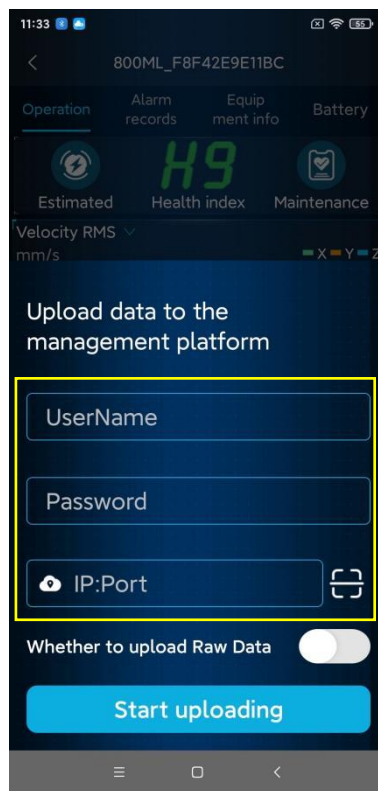 11:33 55
800ML_F8F42E9E11BC
Operation Alarm records Equip ment info Battery
H9
Estimated Health index Maintenance
Velocity RMS
mm/s X Y Z
Upload data to the
management platform
UserName
Password
IP:Port
Whether to upload Raw Data
Start uploading